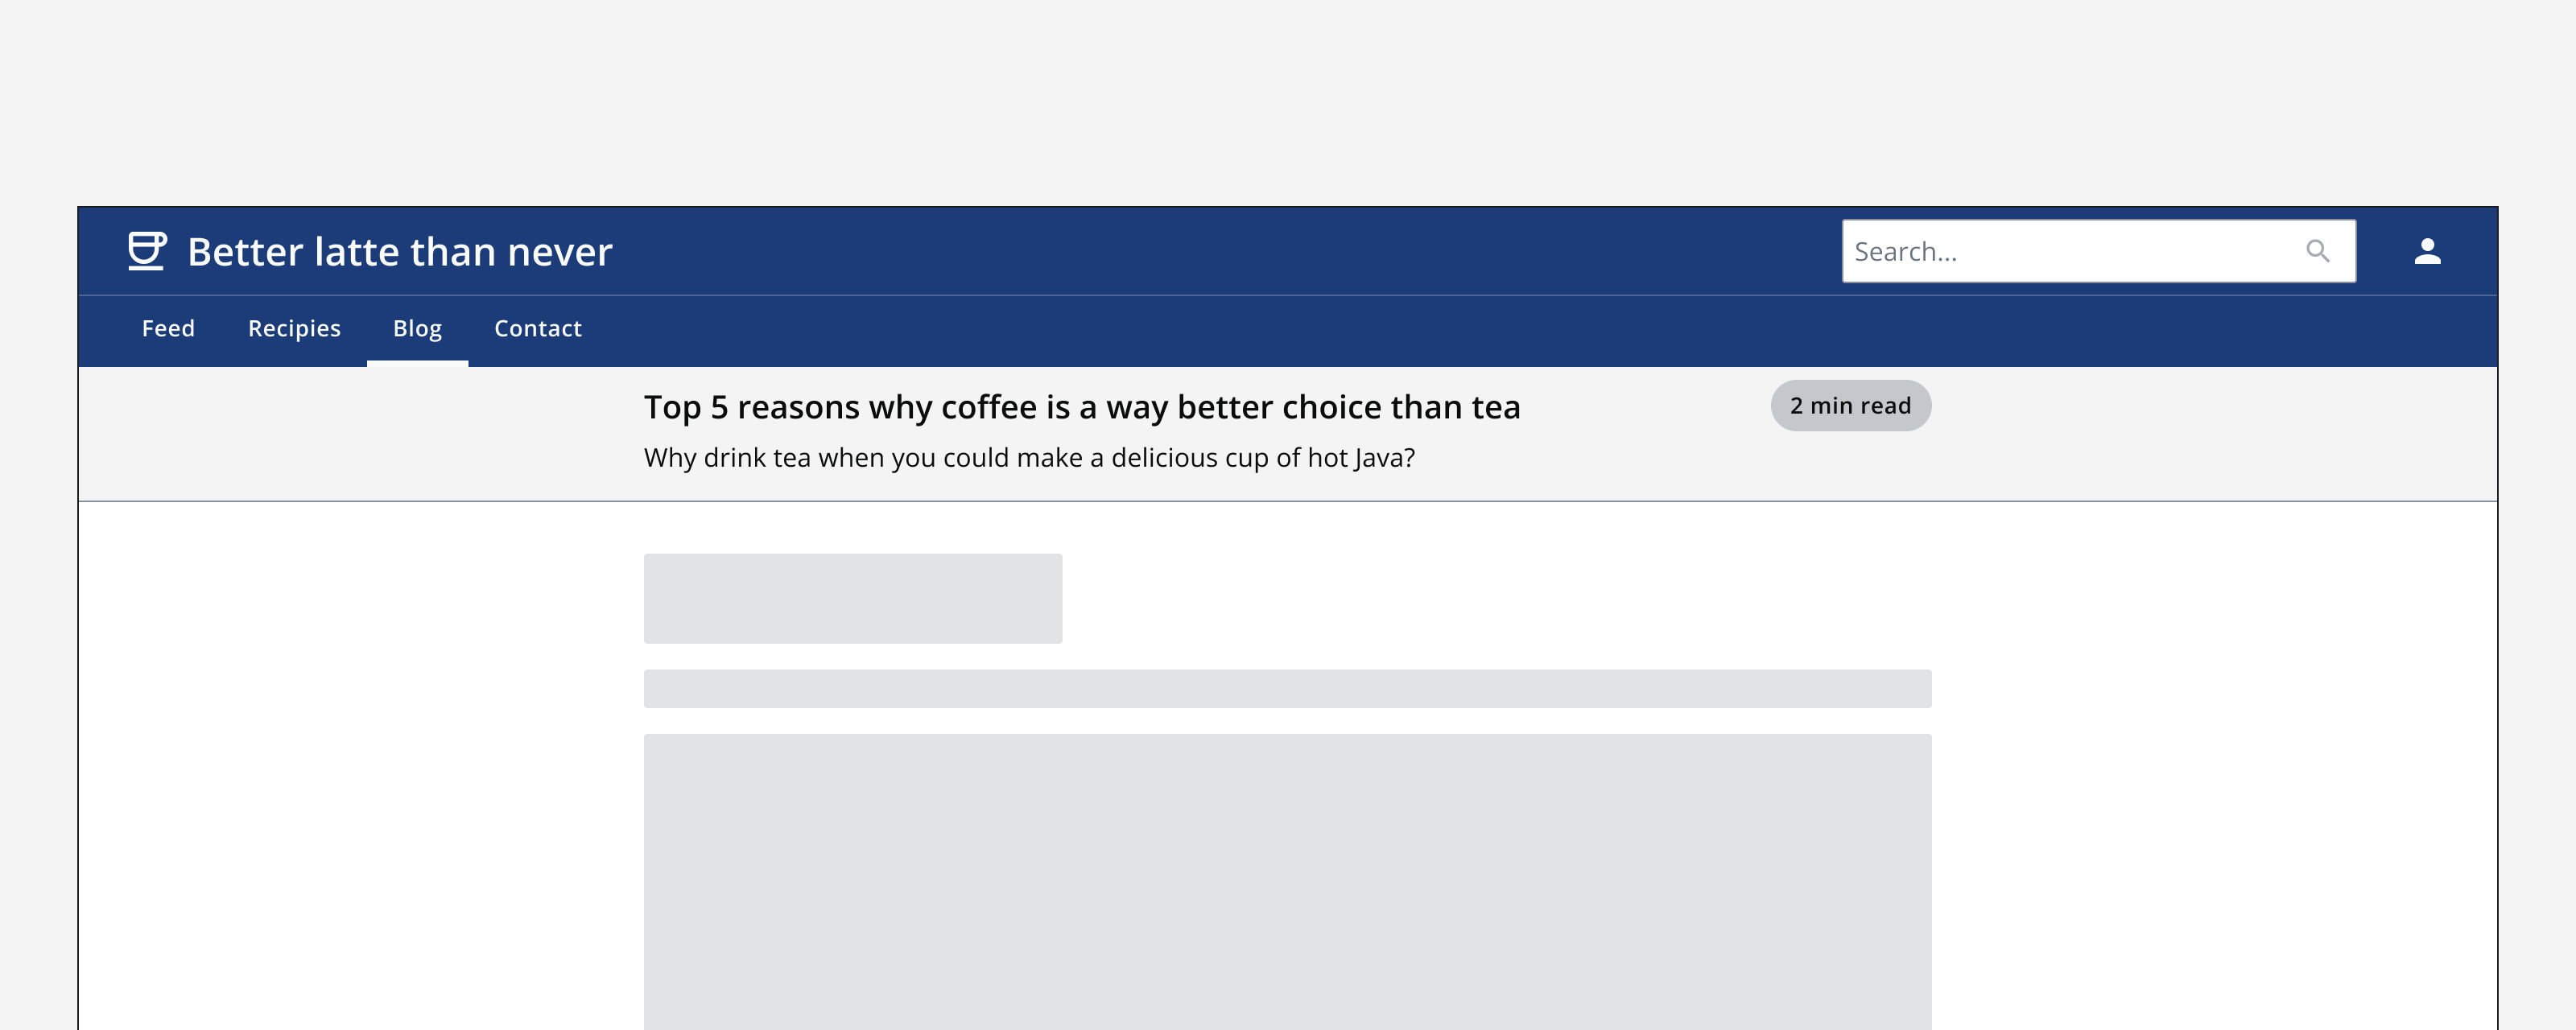 Better latte than never
Search...
Feed Recipies Blog Contact
Top 5 reasons why coffee is a way better choice than tea
2 min read
Why drink tea when you could make a delicious cup of hot Java?